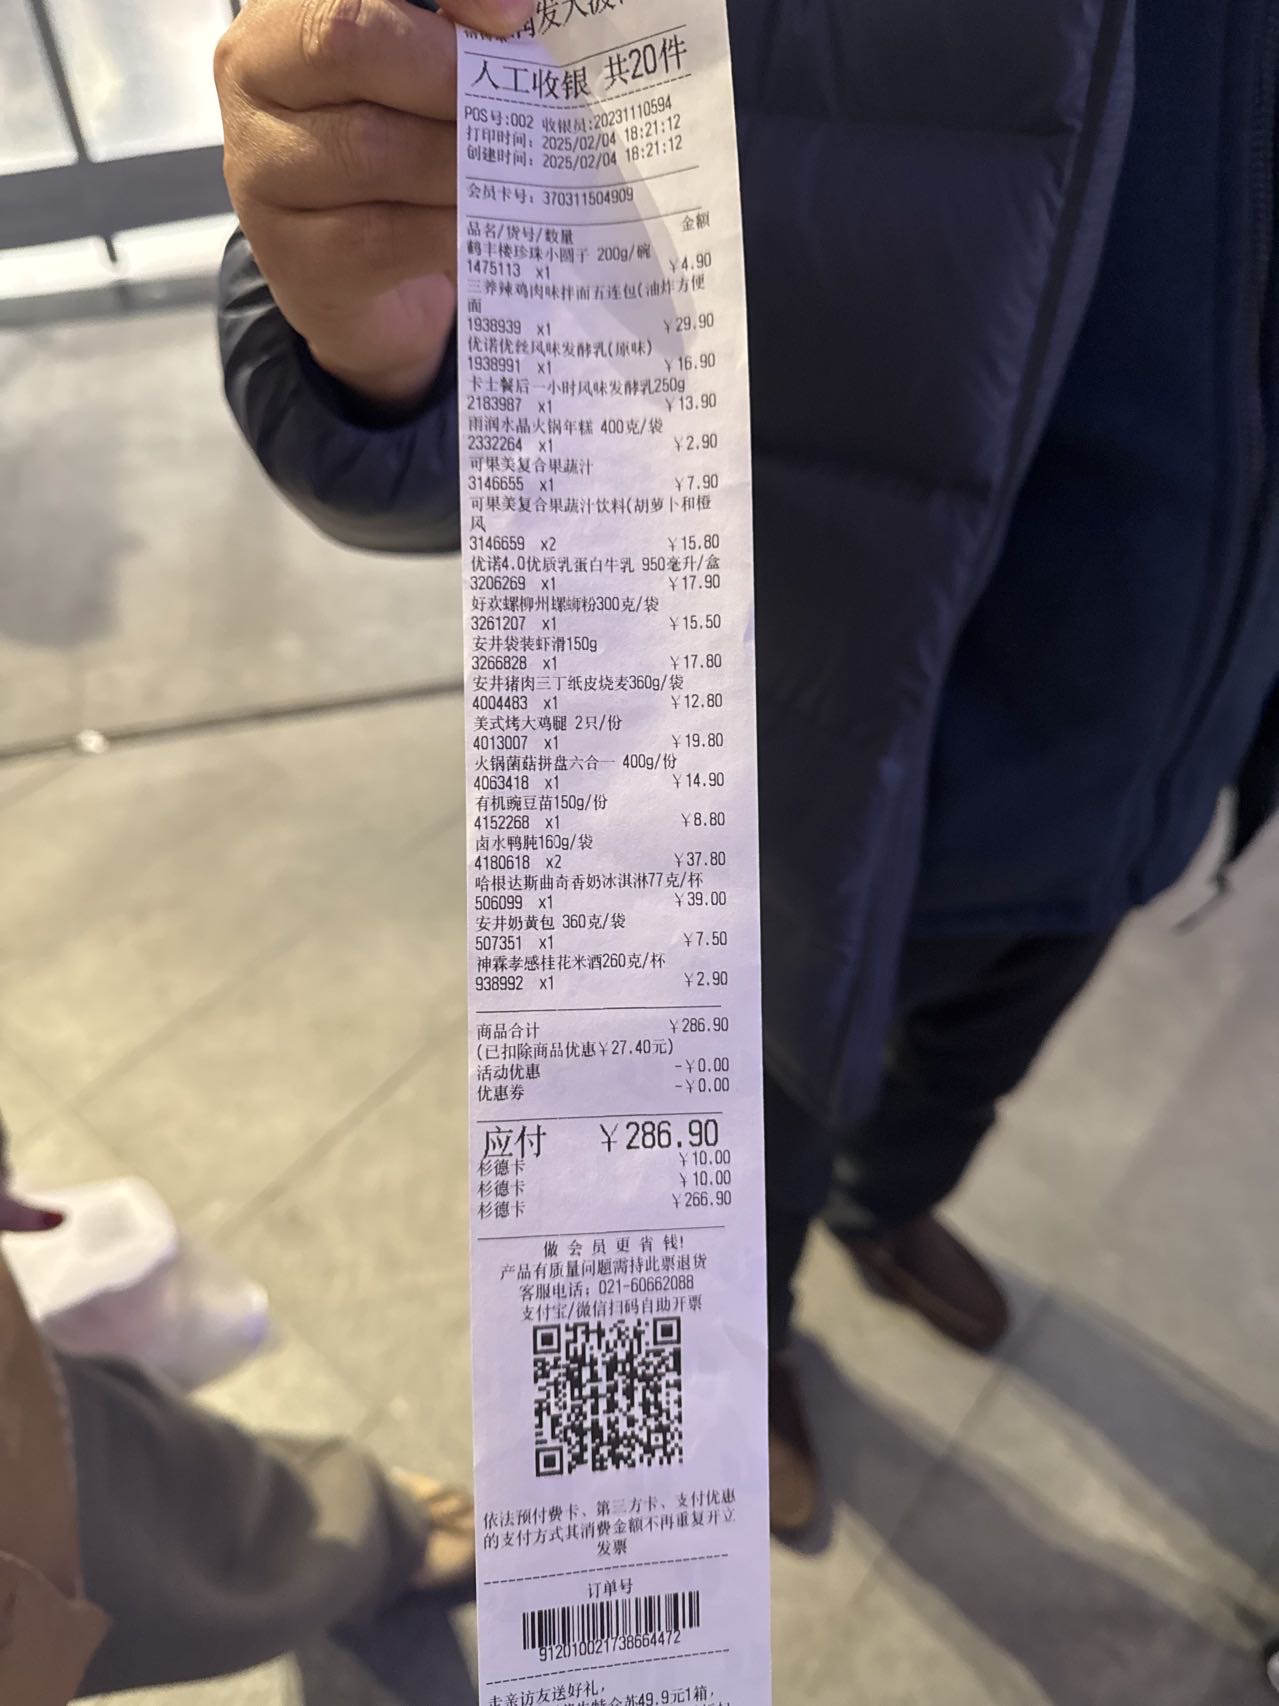 发大
人工收银 共20件
POS号:002 收银员:20231110594
打印时间: 2025/02/04 18:21:12
创建时间: 2025/02/04 18:21:12
会员卡号: 370311504909
品名/货号/数量 金额
鹤丰楼珍珠小圆子 200g/碗
1475113 x1 ￥4.90
三养辣鸡肉味拌面五连包(油炸方便
面
1938939 x1 ￥29.90
优诺优丝风味发酵乳(原味)
1938991 x1 ￥16.90
卡士餐后一小时风味发酵乳250g
2183987 x1 ￥13.90
雨润水晶火锅年糕 400克/袋
2332264 x1 ￥2.90
可果美复合果蔬汁
3146655 x1 ￥7.90
可果美复合果蔬汁饮料(胡萝卜和橙
风
3146659 x2 ￥15.80
优诺4.0优质乳蛋白牛乳 950毫升/盒
3206269 x1 ￥17.90
好欢螺柳州螺蛳粉300克/袋
3261207 x1 ￥15.50
安井袋装虾滑150g
3266828 x1 ￥17.80
安井猪肉三丁纸皮烧麦360g/袋
4004483 x1 ￥12.80
美式烤大鸡腿 2只/份
4013007 x1 ￥19.80
火锅菌菇拼盘六合一 400g/份
4063418 x1 ￥14.90
有机豌豆苗150g/份
4152268 x1 ￥8.80
卤水鸭肫160g/袋
4180618 x2 ￥37.80
哈根达斯曲奇香奶冰淇淋77克/杯
506099 x1 ￥39.00
安井奶黄包 360克/袋
507351 x1 ￥7.50
神霖孝感桂花米酒260克/杯
938992 x1 ￥2.90
商品合计 ￥286.90
(已扣除商品优惠￥27.40元)
活动优惠 -￥0.00
优惠券 -￥0.00
应付 ￥286.90
杉德卡 ￥10.00
杉德卡 ￥10.00
杉德卡 ￥266.90
做 会 员 更 省 钱!
产品有质量问题需持此票退货
客服电话: 021-60662088
支付宝/微信扫码自助开票
依法预付费卡、第三方卡、支付优惠
的支付方式其消费金额不再重复开立
发票
订单号
912010021738664472
走亲访友送好礼,
苏49.9元1箱,